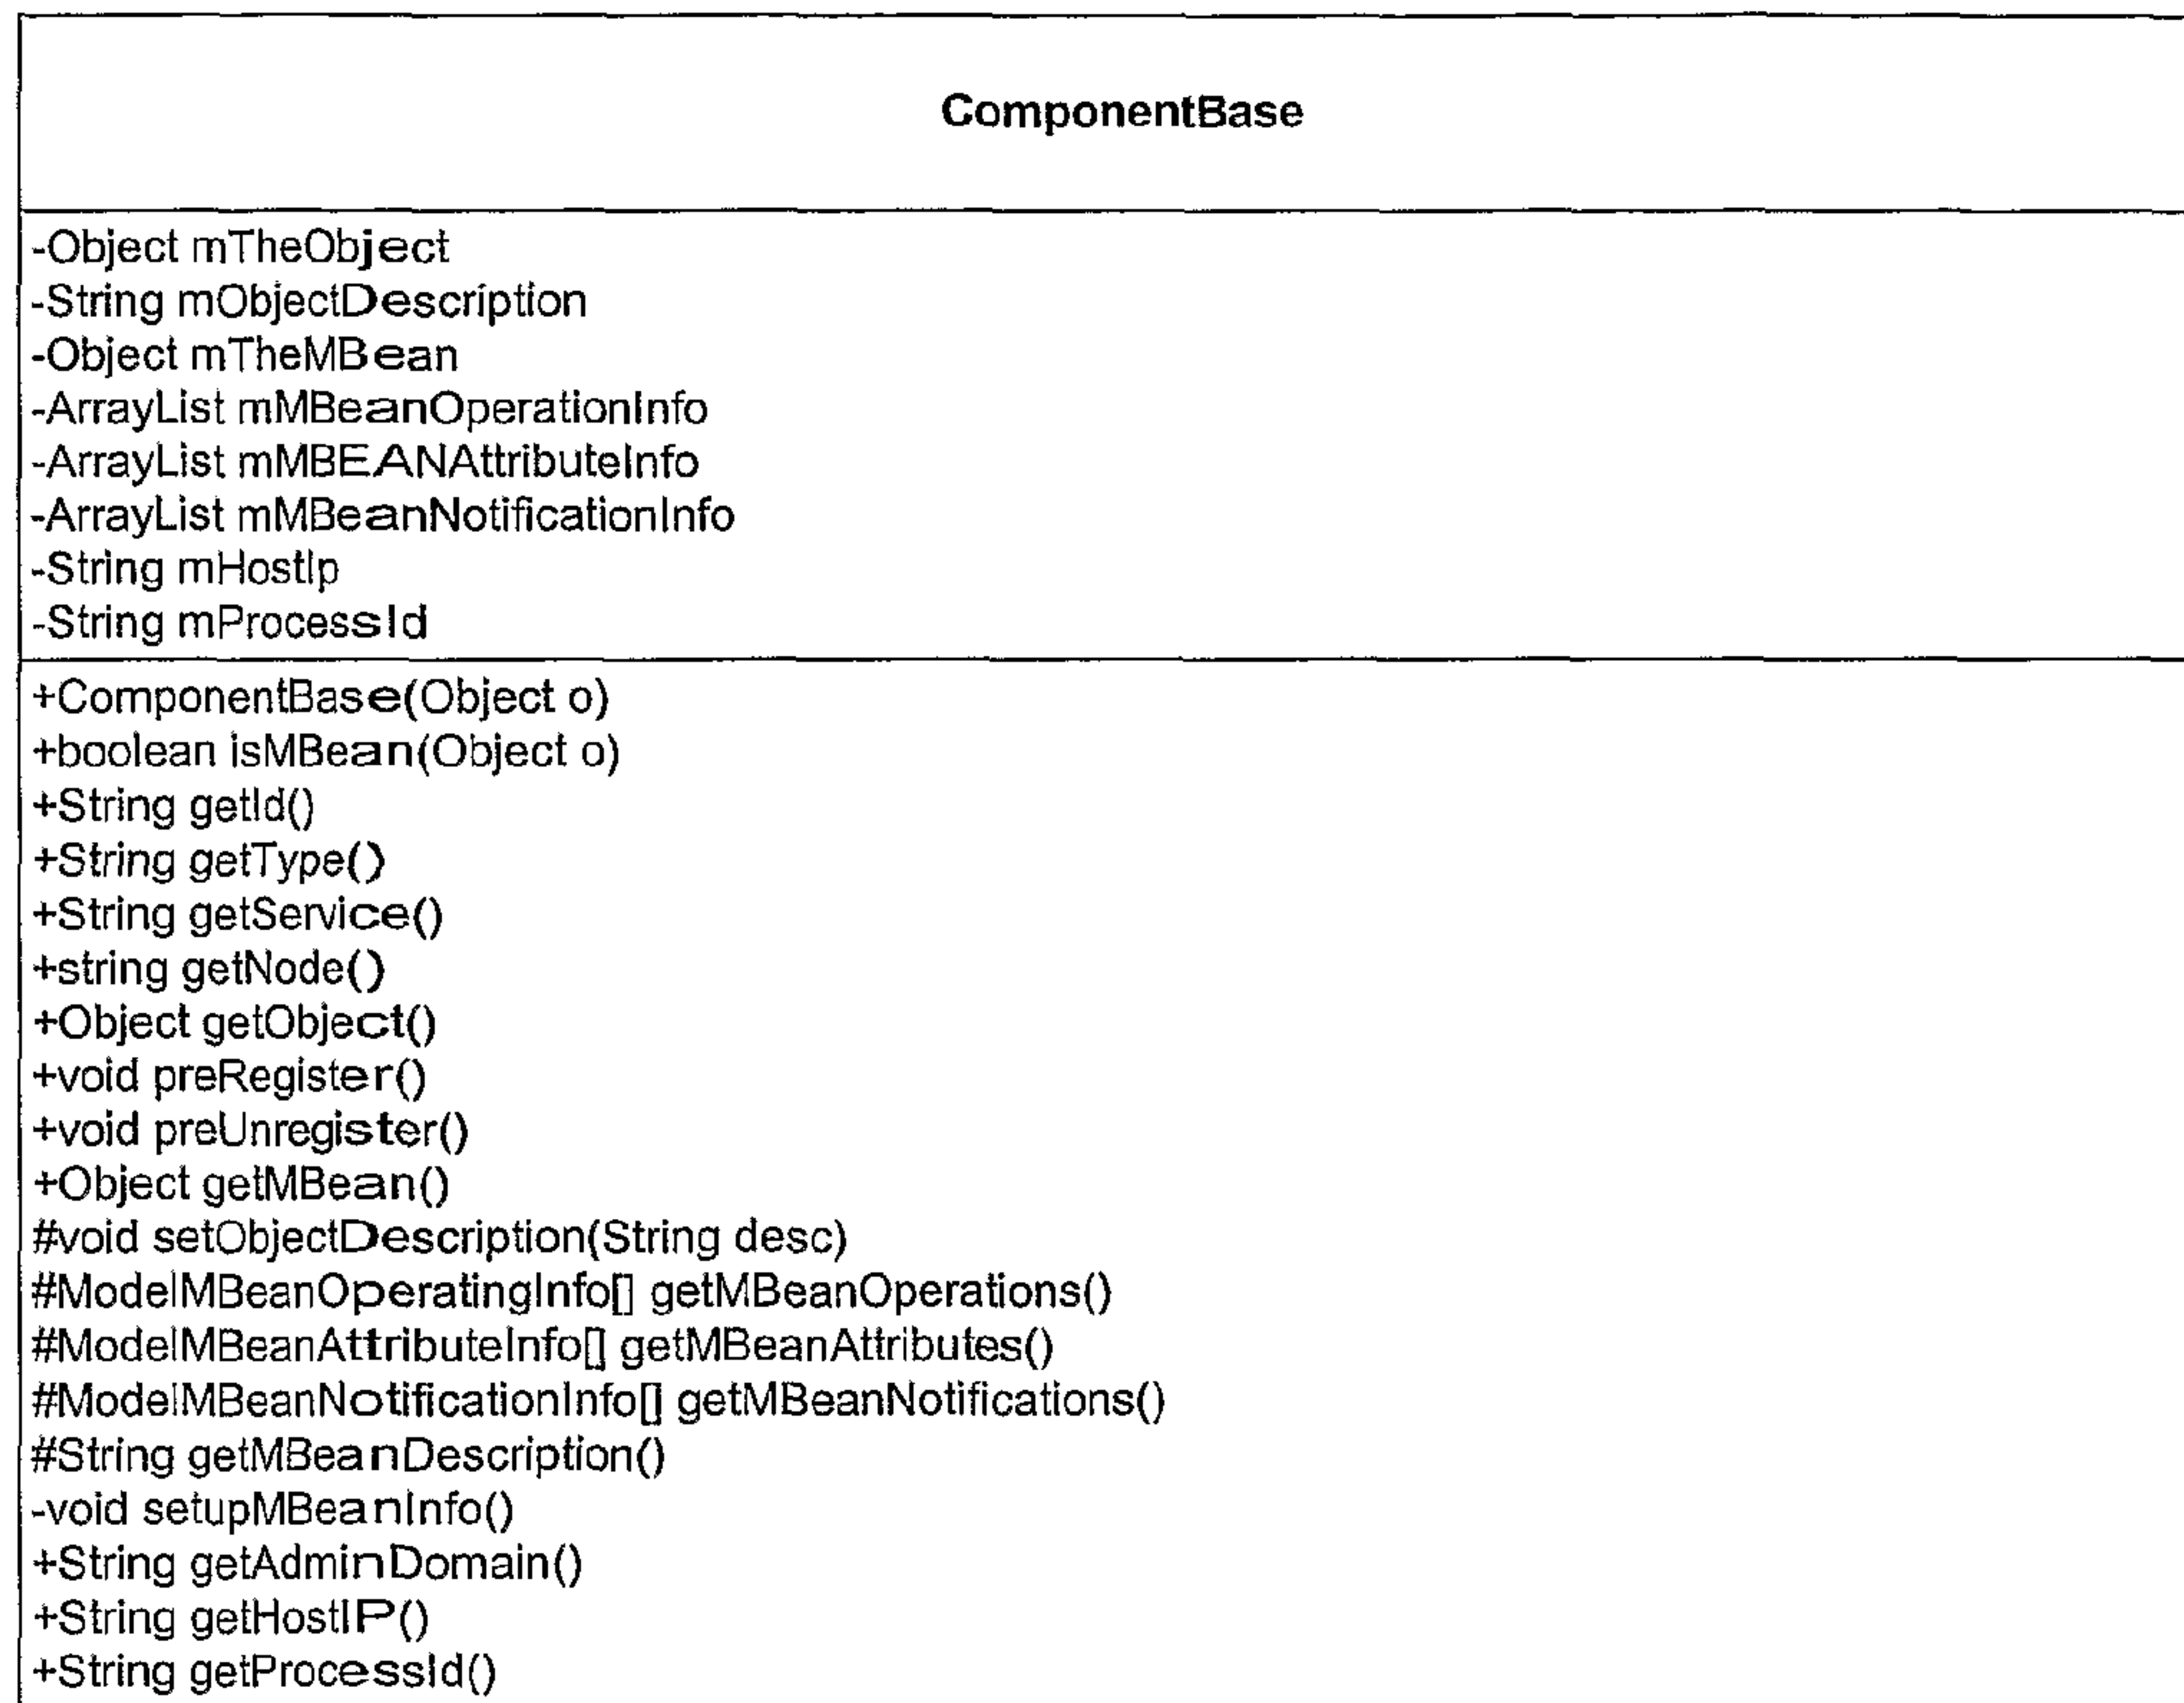 ComponentBase
-Object mTheObject
-String mObjectDescription
-Object mTheMBean
-ArrayList mMBeanOperationInfo
-ArrayList mMBEANAttributeInfo
-ArrayList mMBeanNotificationInfo
-String mHostIp
-String mProcessId
+ComponentBase(Object o)
+boolean isMBean(Object o)
+String getId()
+String getType()
+String getService()
+string getNode()
+Object getObject()
+void preRegister()
+void preUnregister()
+Object getMBean()
#void setObjectDescription(String desc)
#ModelMBeanOperatingInfo[] getMBeanOperations()
#ModelMBeanAttributeInfo[] getMBeanAttributes()
#ModelMBeanNotificationInfo[] getMBeanNotifications()
#String getMBeanDescription()
-void setupMBeanInfo()
+String getAdminDomain()
+String getHostIP()
+String getProcessId()